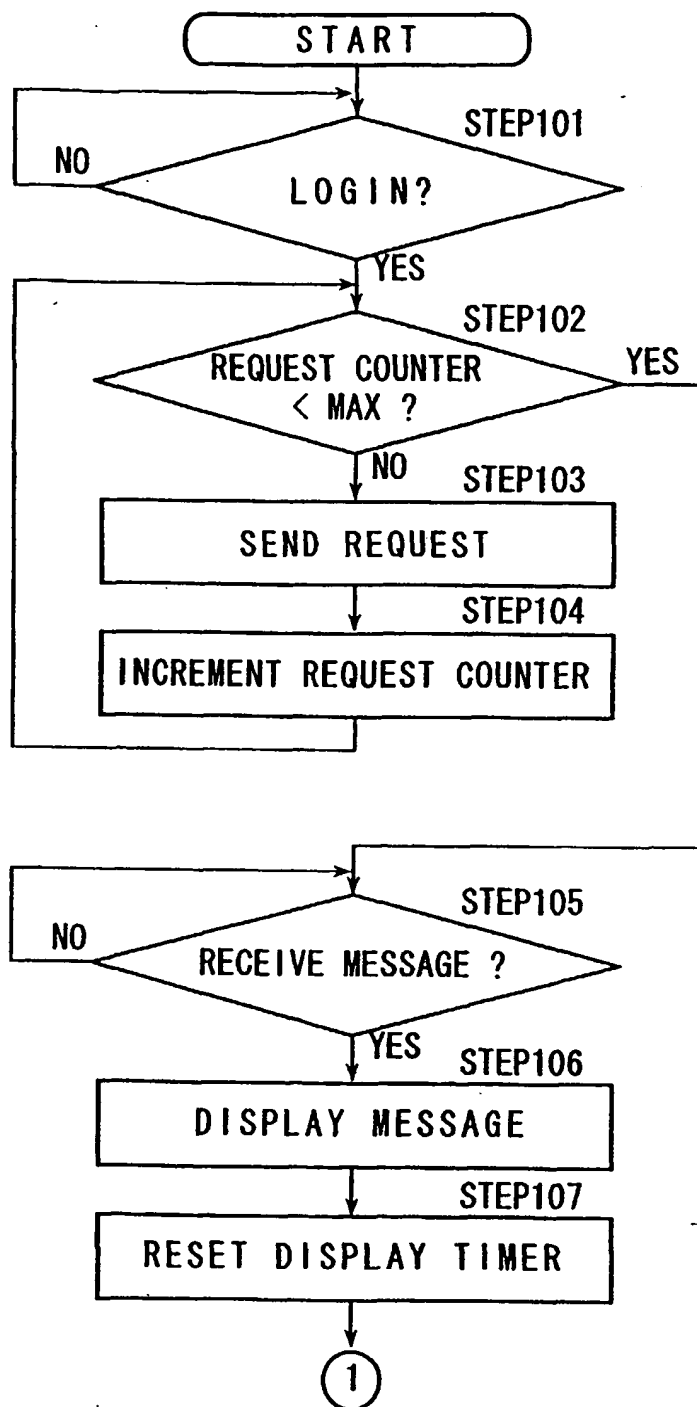 START
STEP101
NO
LOGIN?
YES
STEP102
REQUEST COUNTER
< MAX ?
YES
NO
STEP103
SEND REQUEST
STEP104
INCREMENT REQUEST COUNTER
STEP105
NO
RECEIVE MESSAGE ?
YES
STEP106
DISPLAY MESSAGE
STEP107
RESET DISPLAY TIMER
1